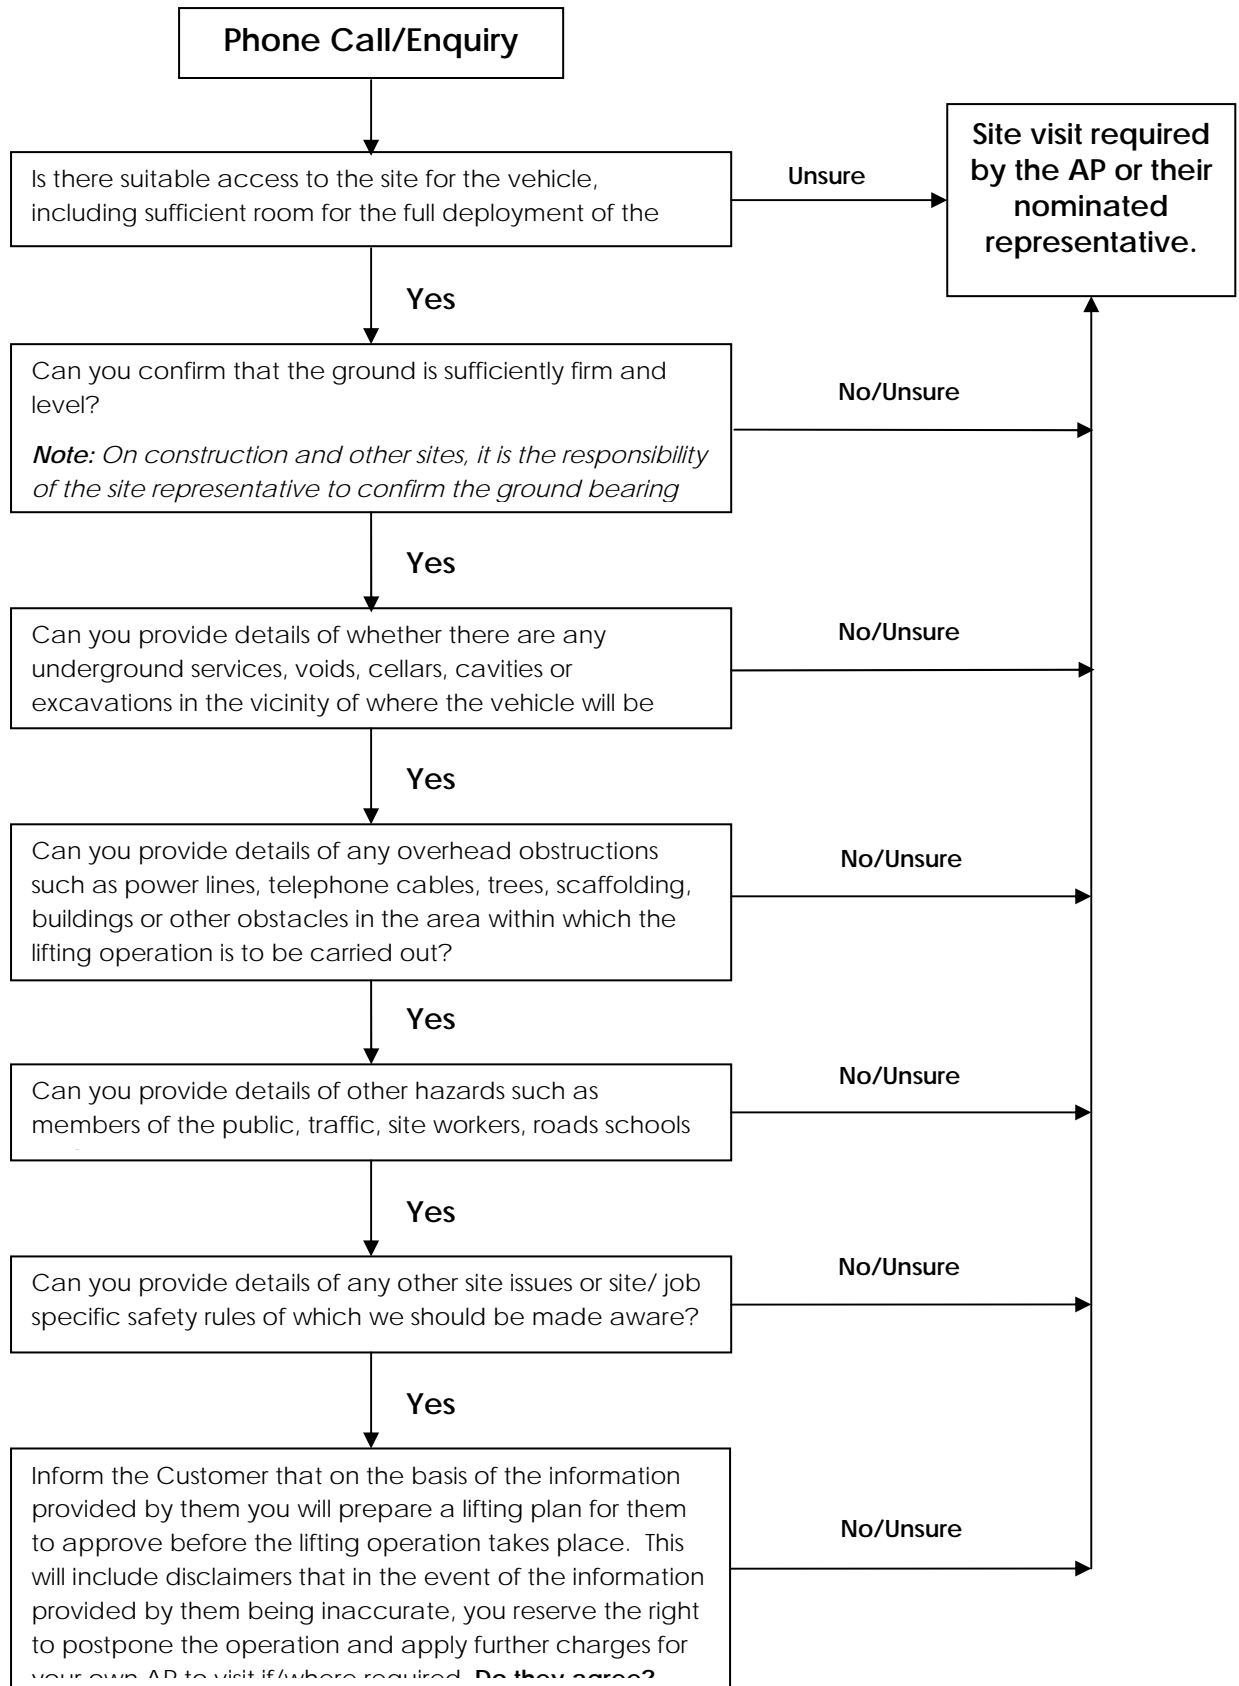 Phone Call/Enquiry
Site visit required
by the AP or their
nominated
representative.
Is there suitable access to the site for the vehicle,
including sufficient room for the full deployment of the
Unsure
Yes
Can you confirm that the ground is sufficiently firm and
level?
Note: On construction and other sites, it is the responsibility
of the site representative to confirm the ground bearing
No/Unsure
Yes
Can you provide details of whether there are any
underground services, voids, cellars, cavities or
excavations in the vicinity of where the vehicle will be
No/Unsure
Yes
Can you provide details of any overhead obstructions
such as power lines, telephone cables, trees, scaffolding,
buildings or other obstacles in the area within which the
lifting operation is to be carried out?
No/Unsure
Yes
Can you provide details of other hazards such as
members of the public, traffic, site workers, roads schools
No/Unsure
Yes
Can you provide details of any other site issues or site/ job
specific safety rules of which we should be made aware?
No/Unsure
Yes
Inform the Customer that on the basis of the information
provided by them you will prepare a lifting plan for them
to approve before the lifting operation takes place. This
will include disclaimers that in the event of the information
provided by them being inaccurate, you reserve the right
to postpone the operation and apply further charges for
your own AP to visit if/where required. Do they agree?
No/Unsure